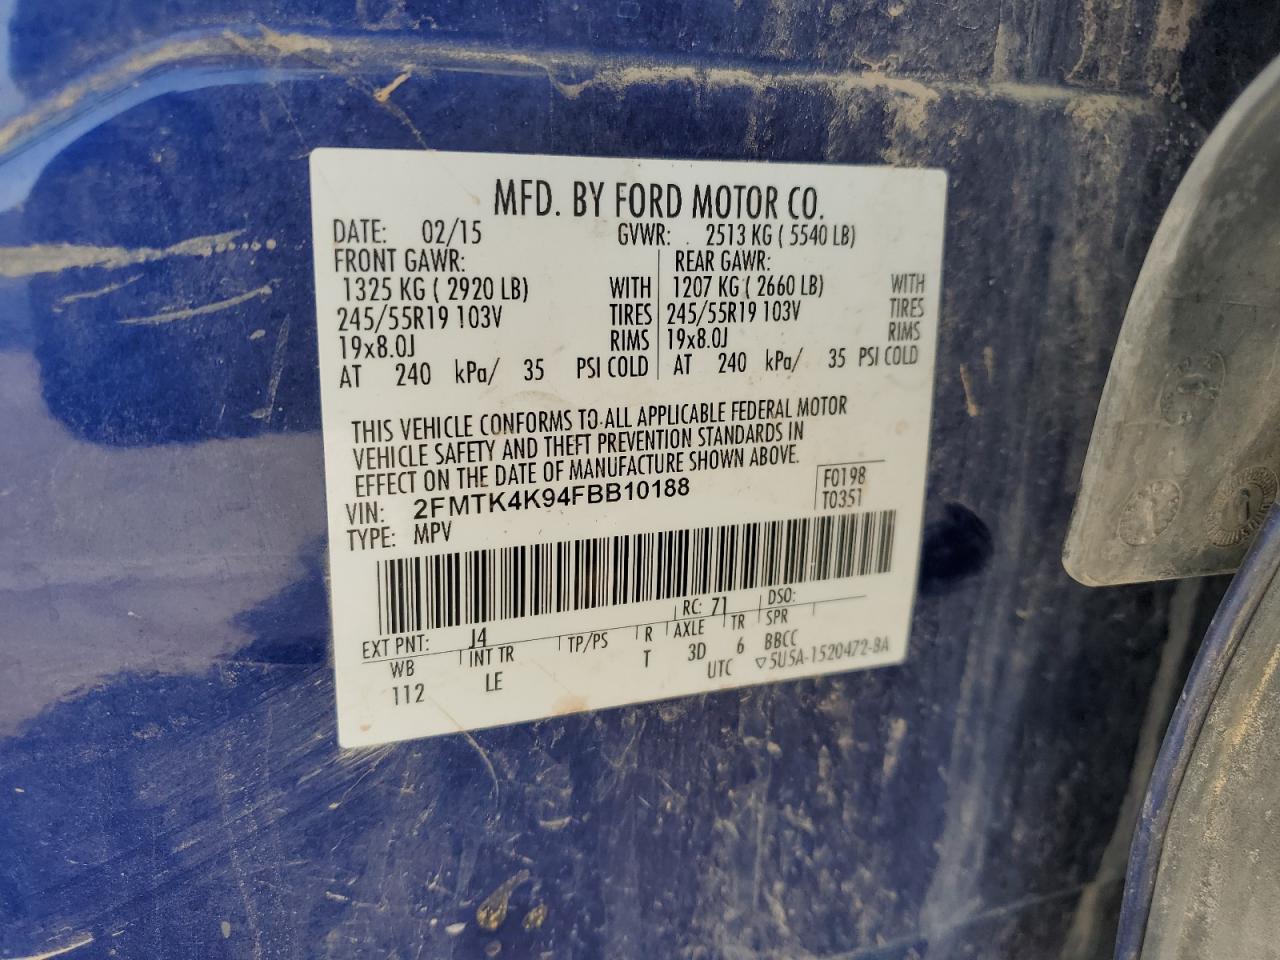 MFD. BY FORD MOTOR CO.
DATE: 02/15 GVWR: 2513 KG ( 5540 LB)
FRONT GAWR: REAR GAWR:
1325 KG ( 2920 LB) WITH 1207 KG ( 2660 LB) WITH
245/55R19 103V TIRES 245/55R19 103V TIRES
19x8.0J RIMS 19x8.0J RIMS
AT 240 kPa/ 35 PSI COLD AT 240 kPa/ 35 PSI COLD
THIS VEHICLE CONFORMS TO ALL APPLICABLE FEDERAL MOTOR
VEHICLE SAFETY AND THEFT PREVENTION STANDARDS IN
EFFECT ON THE DATE OF MANUFACTURE SHOWN ABOVE.
VIN: 2FMTK4K94FBB10188 F0198
TYPE: MPV T0351
EXT PNT: J4 RC: 71 DSO:
WB INT TR TP/PS R AXLE TR SPR
112 LE T 3D 6 BBCC
UTC ▽5U5A-1520472-BA